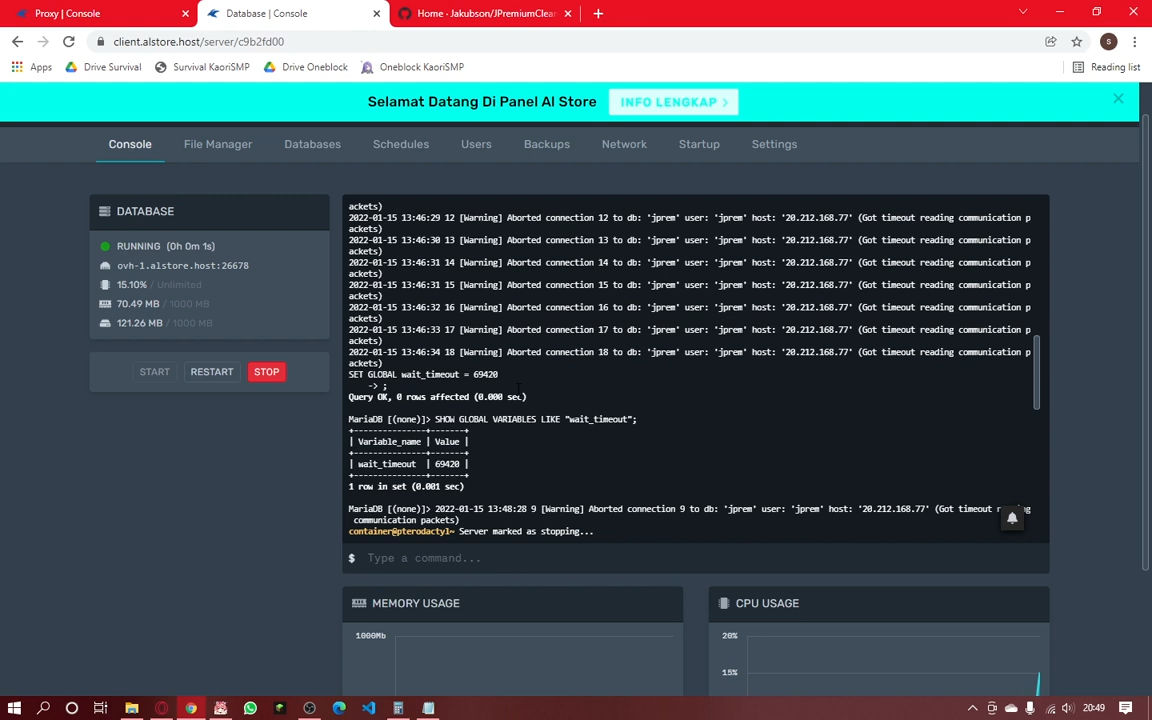 Proxy | Console
Database | Console
Home · Jakubson/JPremiumClean
client.alstore.host/server/c9b2fd00
S
Apps
Drive Survival
Survival KaoriSMP
Drive Oneblock
Oneblock KaoriSMP
Reading list
Selamat Datang Di Panel Al Store
INFO LENGKAP >
Console
File Manager
Databases
Schedules
Users
Backups
Network
Startup
Settings
DATABASE
RUNNING (0h 0m 1s)
ovh-1.alstore.host:26678
15.10% / Unlimited
70.49 MB / 1000 MB
121.26 MB / 1000 MB
START
RESTART
STOP
ackets)
2022-01-15 13:46:29 12 [Warning] Aborted connection 12 to db: 'jprem' user: 'jprem' host: '20.212.168.77' (Got timeout reading communication p
ackets)
2022-01-15 13:46:30 13 [Warning] Aborted connection 13 to db: 'jprem' user: 'jprem' host: '20.212.168.77' (Got timeout reading communication p
ackets)
2022-01-15 13:46:31 14 [Warning] Aborted connection 14 to db: 'jprem' user: 'jprem' host: '20.212.168.77' (Got timeout reading communication p
ackets)
2022-01-15 13:46:31 15 [Warning] Aborted connection 15 to db: 'jprem' user: 'jprem' host: '20.212.168.77' (Got timeout reading communication p
ackets)
2022-01-15 13:46:32 16 [Warning] Aborted connection 16 to db: 'jprem' user: 'jprem' host: '20.212.168.77' (Got timeout reading communication p
ackets)
2022-01-15 13:46:33 17 [Warning] Aborted connection 17 to db: 'jprem' user: 'jprem' host: '20.212.168.77' (Got timeout reading communication p
ackets)
2022-01-15 13:46:34 18 [Warning] Aborted connection 18 to db: 'jprem' user: 'jprem' host: '20.212.168.77' (Got timeout reading communication p
ackets)
SET GLOBAL wait_timeout = 69420
-> ;
Query OK, 0 rows affected (0.000 sec)
MariaDB [(none)]> SHOW GLOBAL VARIABLES LIKE "wait_timeout";
+---------------+-------+
| Variable_name | Value |
+---------------+-------+
| wait_timeout | 69420 |
+---------------+-------+
1 row in set (0.001 sec)
MariaDB [(none)]> 2022-01-15 13:48:28 9 [Warning] Aborted connection 9 to db: 'jprem' user: 'jprem' host: '20.212.168.77' (Got timeout reading
communication packets)
container@pterodactyl~ Server marked as stopping...
$ Type a command...
MEMORY USAGE
1000Mb
CPU USAGE
20%
15%
20:49